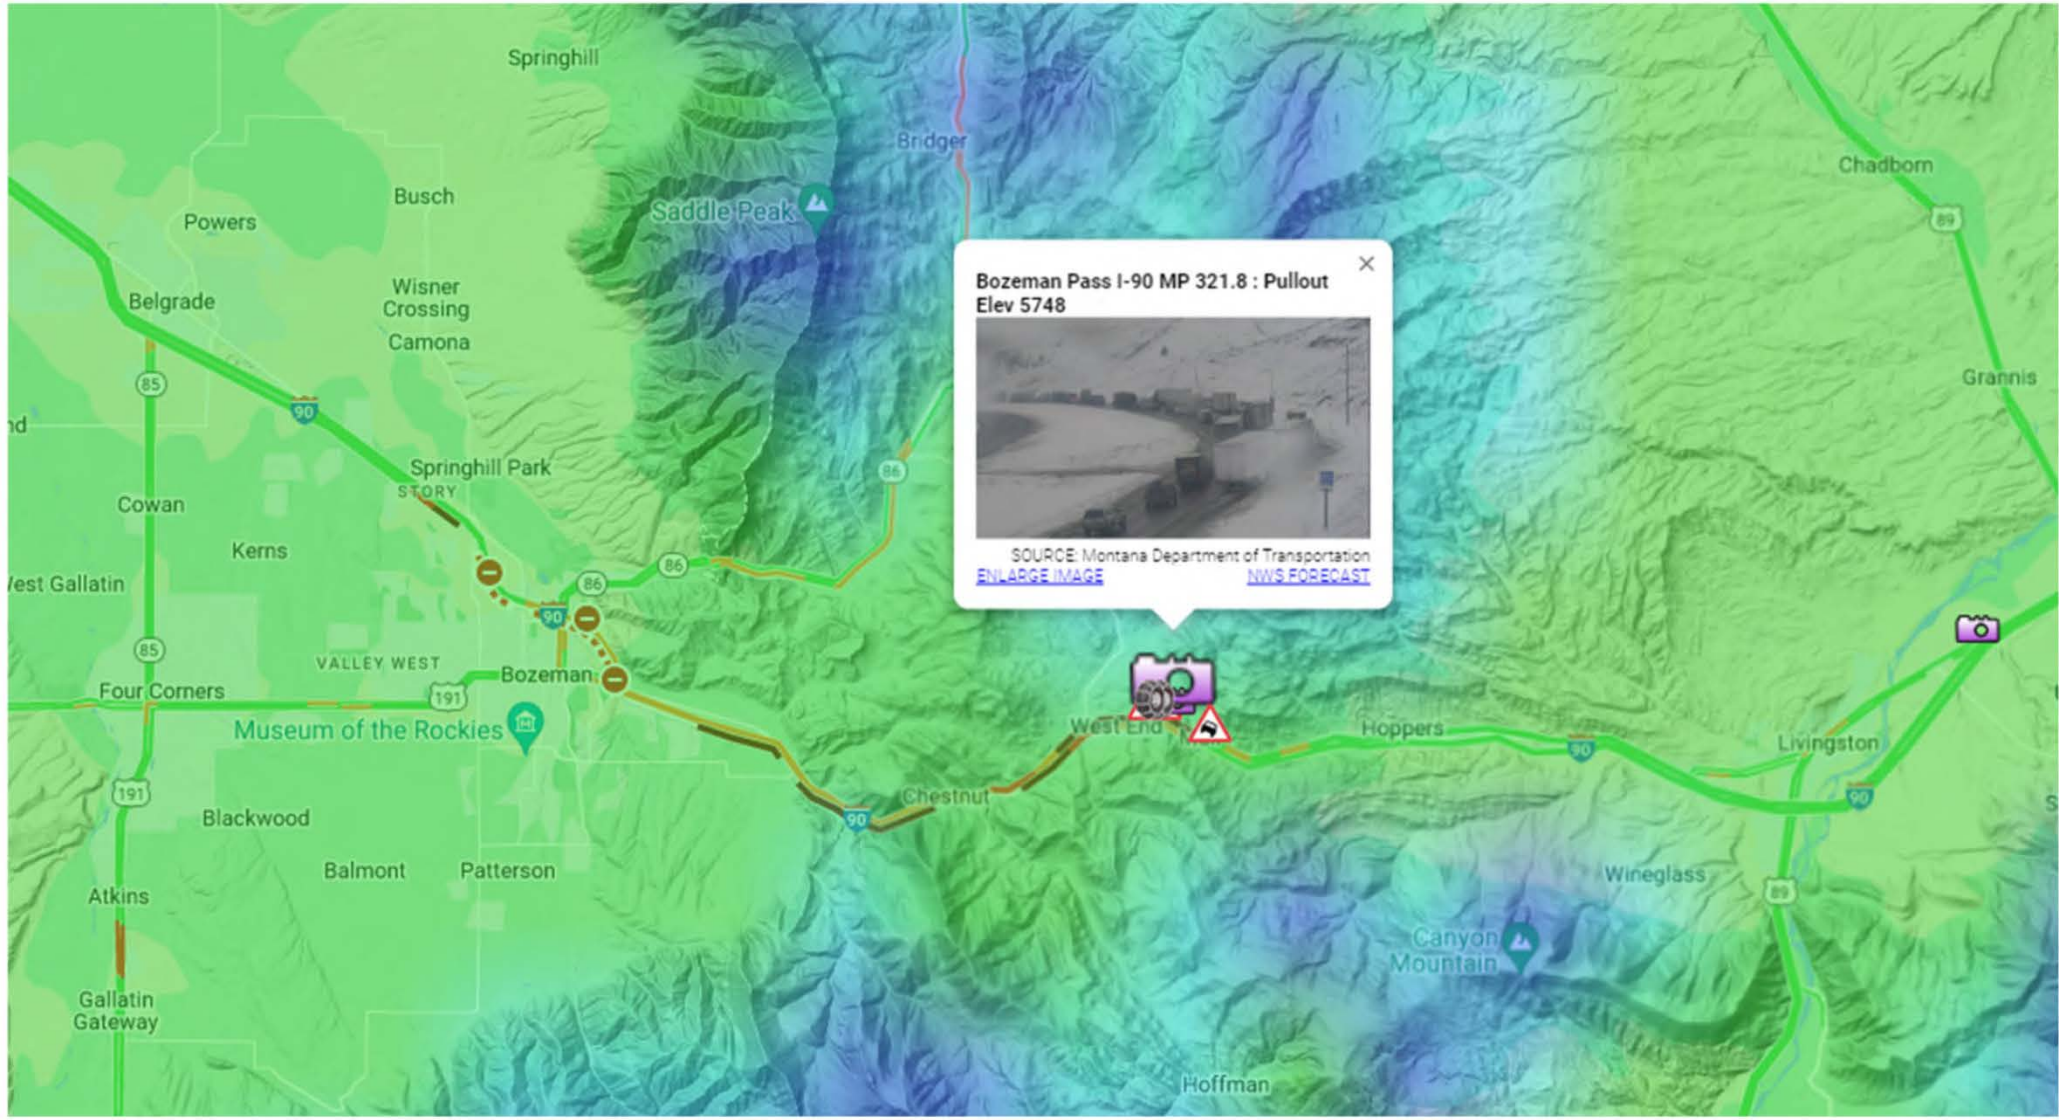 Springhill
Bridger
Chadborn
Busch
Powers
Saddle Peak
89
Bozeman Pass I-90 MP 321.8 : Pullout
Elev 5748
SOURCE: Montana Department of Transportation
ENLARGE IMAGE
NWS FORECAST
Wisner
Crossing
Belgrade
Camona
85
90
Grannis
nd
Springhill Park
STORY
86
Cowan
Kerns
86
86
West Gallatin
90
85
VALLEY WEST
Bozeman
Four Corners
191
Museum of the Rockies
West End
Hoppers
90
Livingston
191
Chestnut
90
90
Blackwood
Balmont
Patterson
Wineglass
89
Atkins
Canyon
Mountain
Gallatin
Gateway
Hoffman